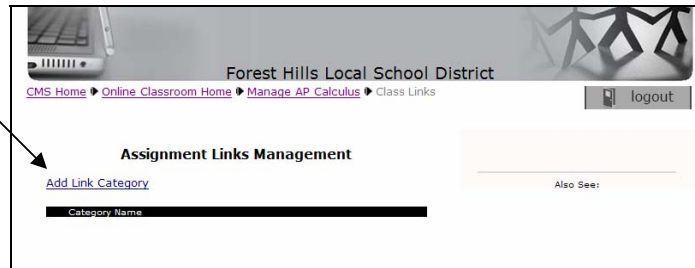 Forest Hills Local School District
CMS Home Online Classroom Home Manage AP Calculus Class Links
logout
Assignment Links Management
Add Link Category
Also See:
Category Name